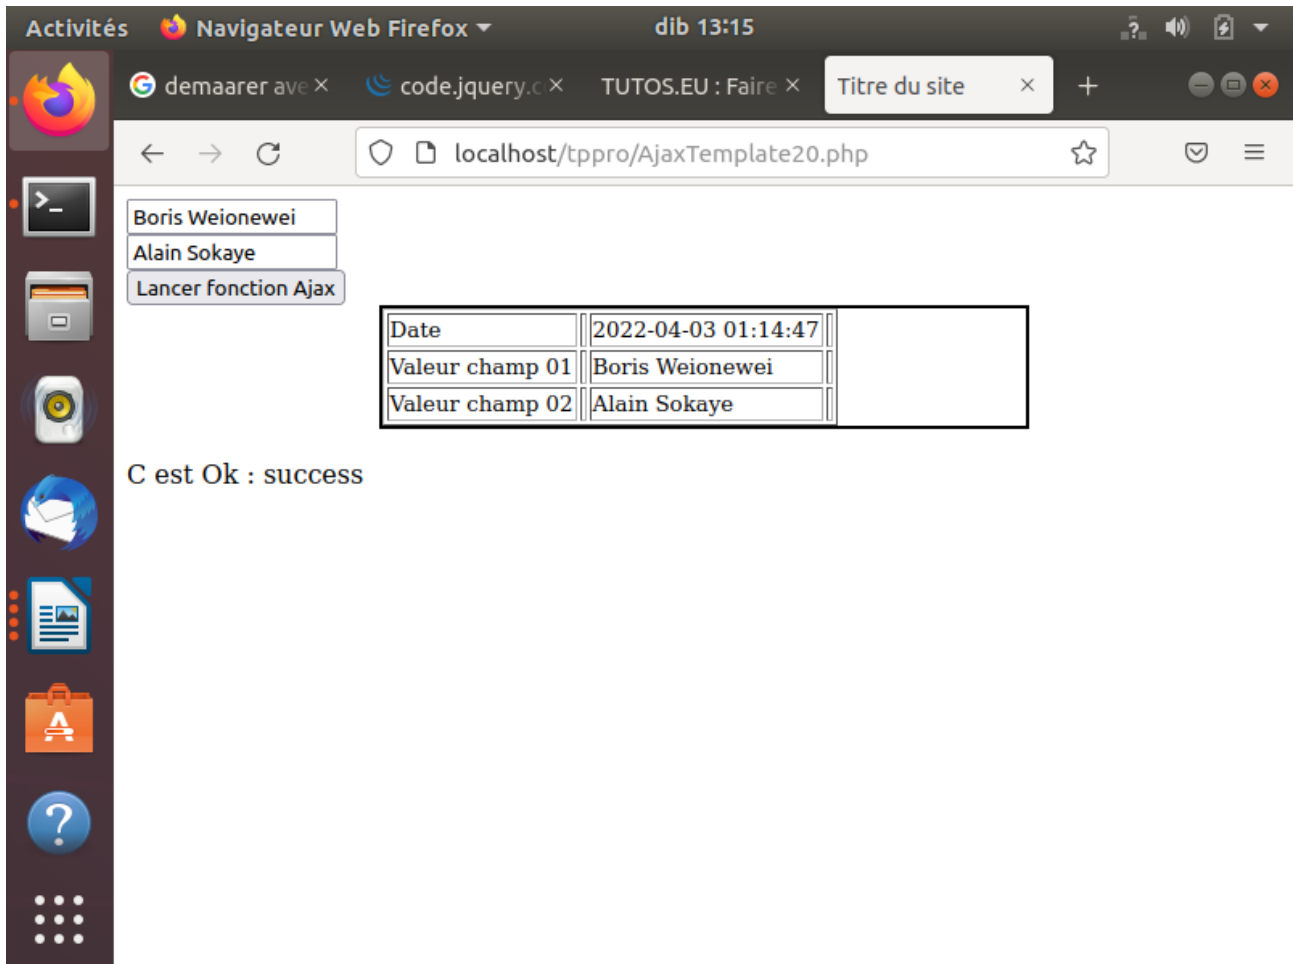 Activités Navigateur Web Firefox dib 13:15
demaarer ave code.jquery.c TUTOS.EU : Faire Titre du site
localhost/tppro/AjaxTemplate20.php
Boris Weionewei
Alain Sokaye
Lancer fonction Ajax
Date 2022-04-03 01:14:47
Valeur champ 01 Boris Weionewei
Valeur champ 02 Alain Sokaye
C est Ok : success